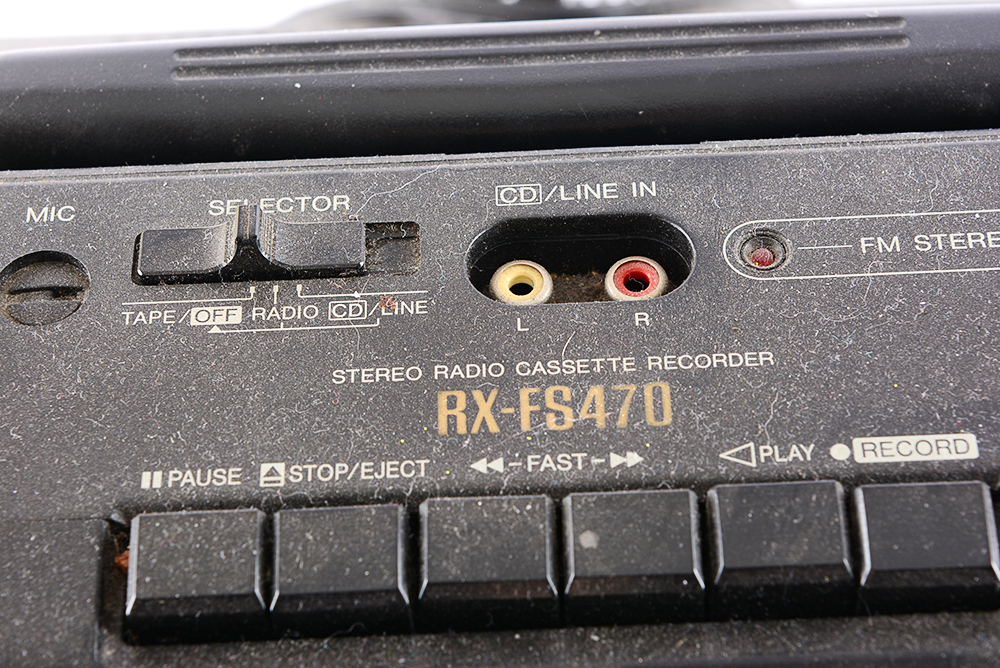 MIC
SELECTOR
CD/LINE IN
FM STERE
TAPE/OFF RADIO CD/LINE
L R
STEREO RADIO CASSETTE RECORDER
RX-FS470
PAUSE STOP/EJECT -FAST- PLAY RECORD